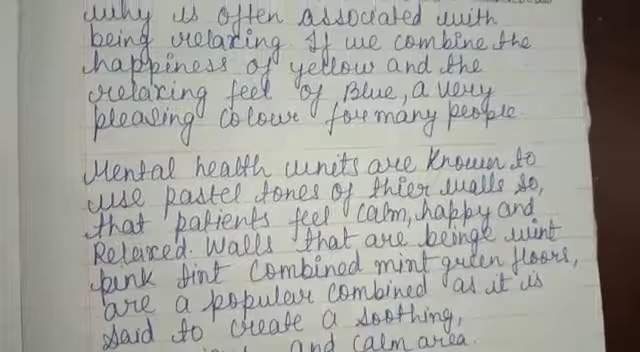 why is often associated with
being relaxing If we combine the
happiness of yellow and the
relaxing feel of Blue, a very
pleasing colour for many people.
Mental health units are known to
use pastel tones of thier walls so,
that patients feel calm, happy and
Relaxed. Walls that are beinge with
pink tint combined mint green floors,
are a popular combined as it is
said to create a soothing,
and calm area.